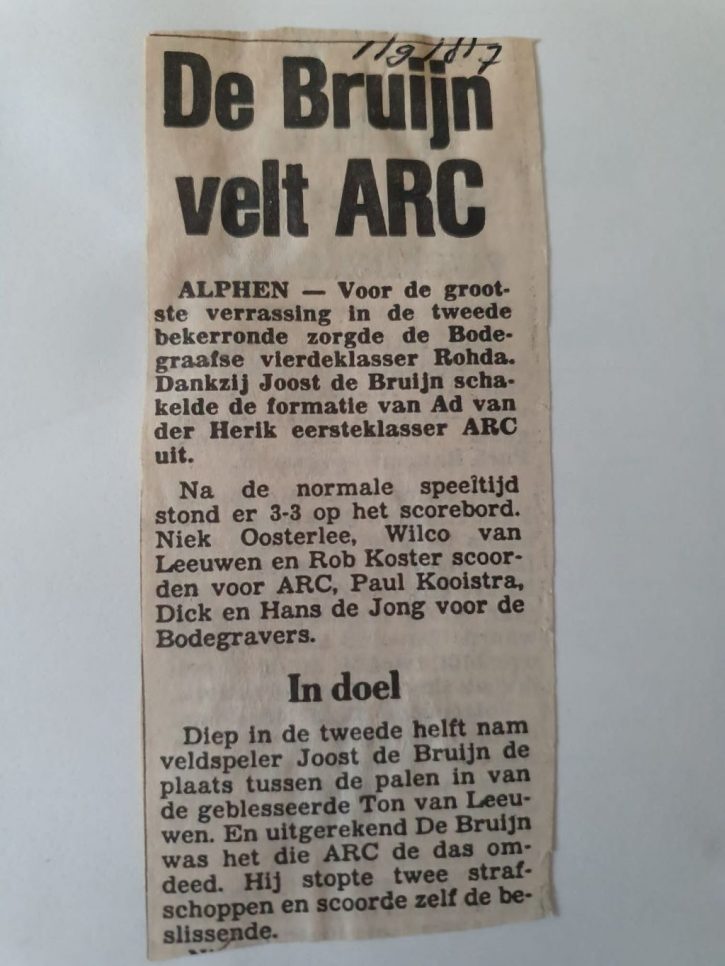 De Bruijn
velt ARC
ALPHEN — Voor de groot-
ste verrassing in de tweede
bekerronde zorgde de Bode-
graafse vierdeklasser Rohda.
Dankzij Joost de Bruijn scha-
kelde de formatie van Ad van
der Herik eersteklasser ARC
uit.
Na de normale speeltijd
stond er 3-3 op het scorebord.
Niek Oosterlee, Wilco van
Leeuwen en Rob Koster scoor-
den voor ARC, Paul Kooistra,
Dick en Hans de Jong voor de
Bodegravers.
In doel
Diep in de tweede helft nam
veldspeler Joost de Bruijn de
plaats tussen de palen in van
de geblesseerde Ton van Leeu-
wen. En uitgerekend De Bruijn
was het die ARC de das om-
deed. Hij stopte twee straf-
schoppen en scoorde zelf de be-
slissende.